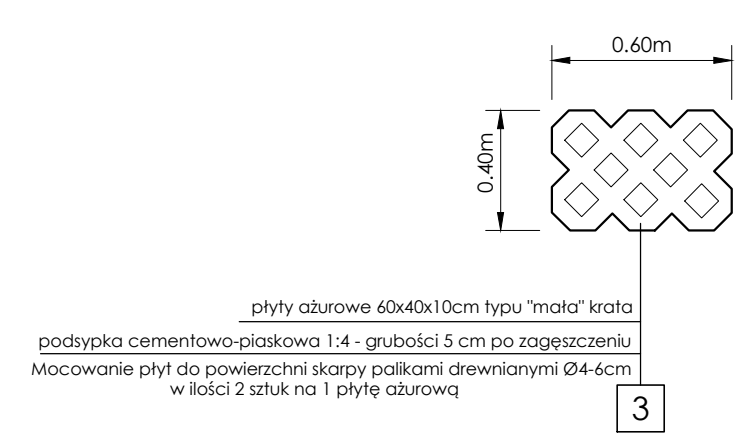 0.60m
0.40m
płyty ażurowe 60x40x10cm typu "mała" krata
podsypka cementowo-piaskowa 1:4 - grubości 5 cm po zagęszczeniu
Mocowanie płyt do powierzchni skarpy palikami drewnianymi Ø4-6cm
w ilości 2 sztuk na 1 płytę ażurową
3